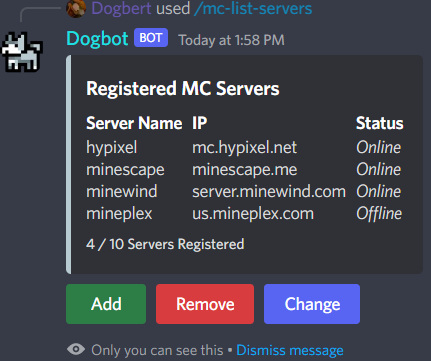 Dogbert used /mc-list-servers
Dogbot BOT Today at 1:58 PM
Registered MC Servers
Server Name IP Status
hypixel mc.hypixel.net Online
minescape minescape.me Online
minewind server.minewind.com Online
mineplex us.mineplex.com Offline
4 / 10 Servers Registered
Add Remove Change
Only you can see this • Dismiss message